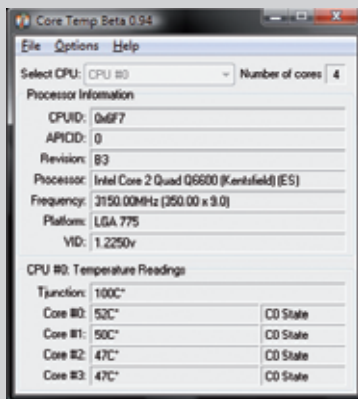 Core Temp Beta 0.94
File Options Help
Select CPU: CPU #0 Number of cores 4
Processor Information
CPUID: 0x6F7
APICID: 0
Revision: B3
Processor: Intel Core 2 Quad Q6600 (Kentsfield) (ES)
Frequency: 3150.00MHz (350.00 x 9.0)
Platform: LGA 775
VID: 1.2250v
CPU #0: Temperature Readings
Tjunction: 100C°
Core #0: 52C° C0 State
Core #1: 50C° C0 State
Core #2: 47C° C0 State
Core #3: 47C° C0 State